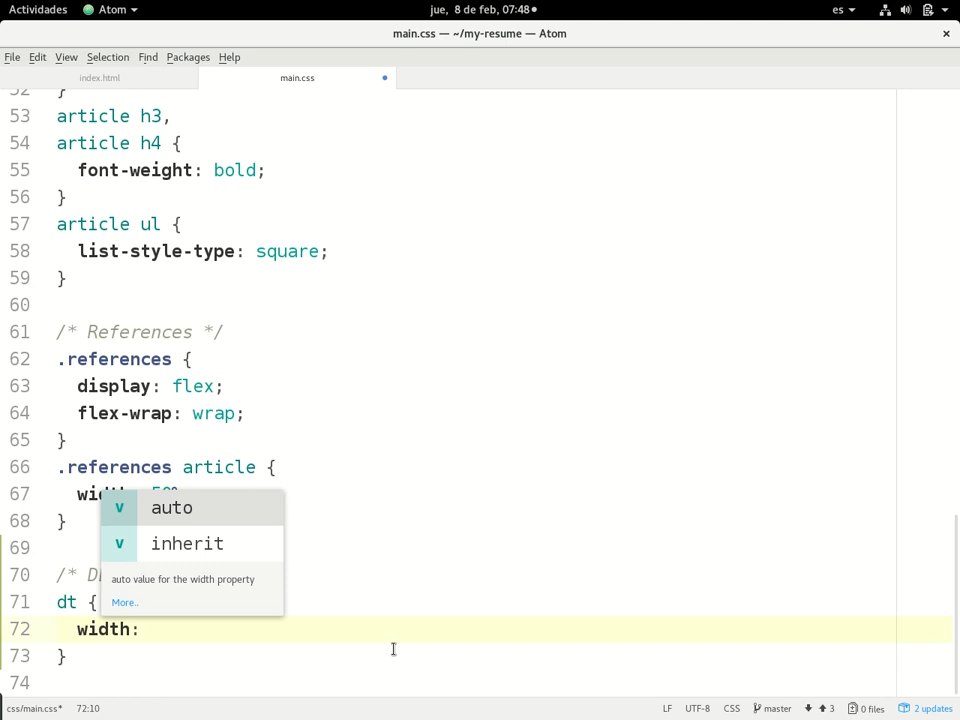 Actividades Atom jue, 8 de feb, 07:48 es
main.css — ~/my-resume — Atom
File Edit View Selection Find Packages Help
index.html main.css
52 }
53 article h3,
54 article h4 {
55 font-weight: bold;
56 }
57 article ul {
58 list-style-type: square;
59 }
60
61 /* References */
62 .references {
63 display: flex;
64 flex-wrap: wrap;
65 }
66 .references article {
67
v auto
68 }
69
v inherit
70 /*
auto value for the width property
71 dt {
More..
72 width:
73 }
74
css/main.css* 72:10 LF UTF-8 CSS master 3 0 files 2 updates